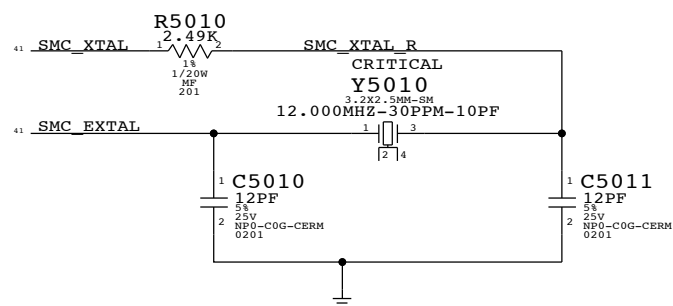 R5010
2.49K
41 SMC_XTAL 1 2 SMC_XTAL_R
1%
1/20W
MF
201
CRITICAL
Y5010
3.2X2.5MM-SM
12.000MHZ-30PPM-10PF
41 SMC_EXTAL 1 3
2 4
1 C5010
12PF
5%
25V
2 NP0-C0G-CERM
0201
1 C5011
12PF
5%
25V
2 NP0-C0G-CERM
0201